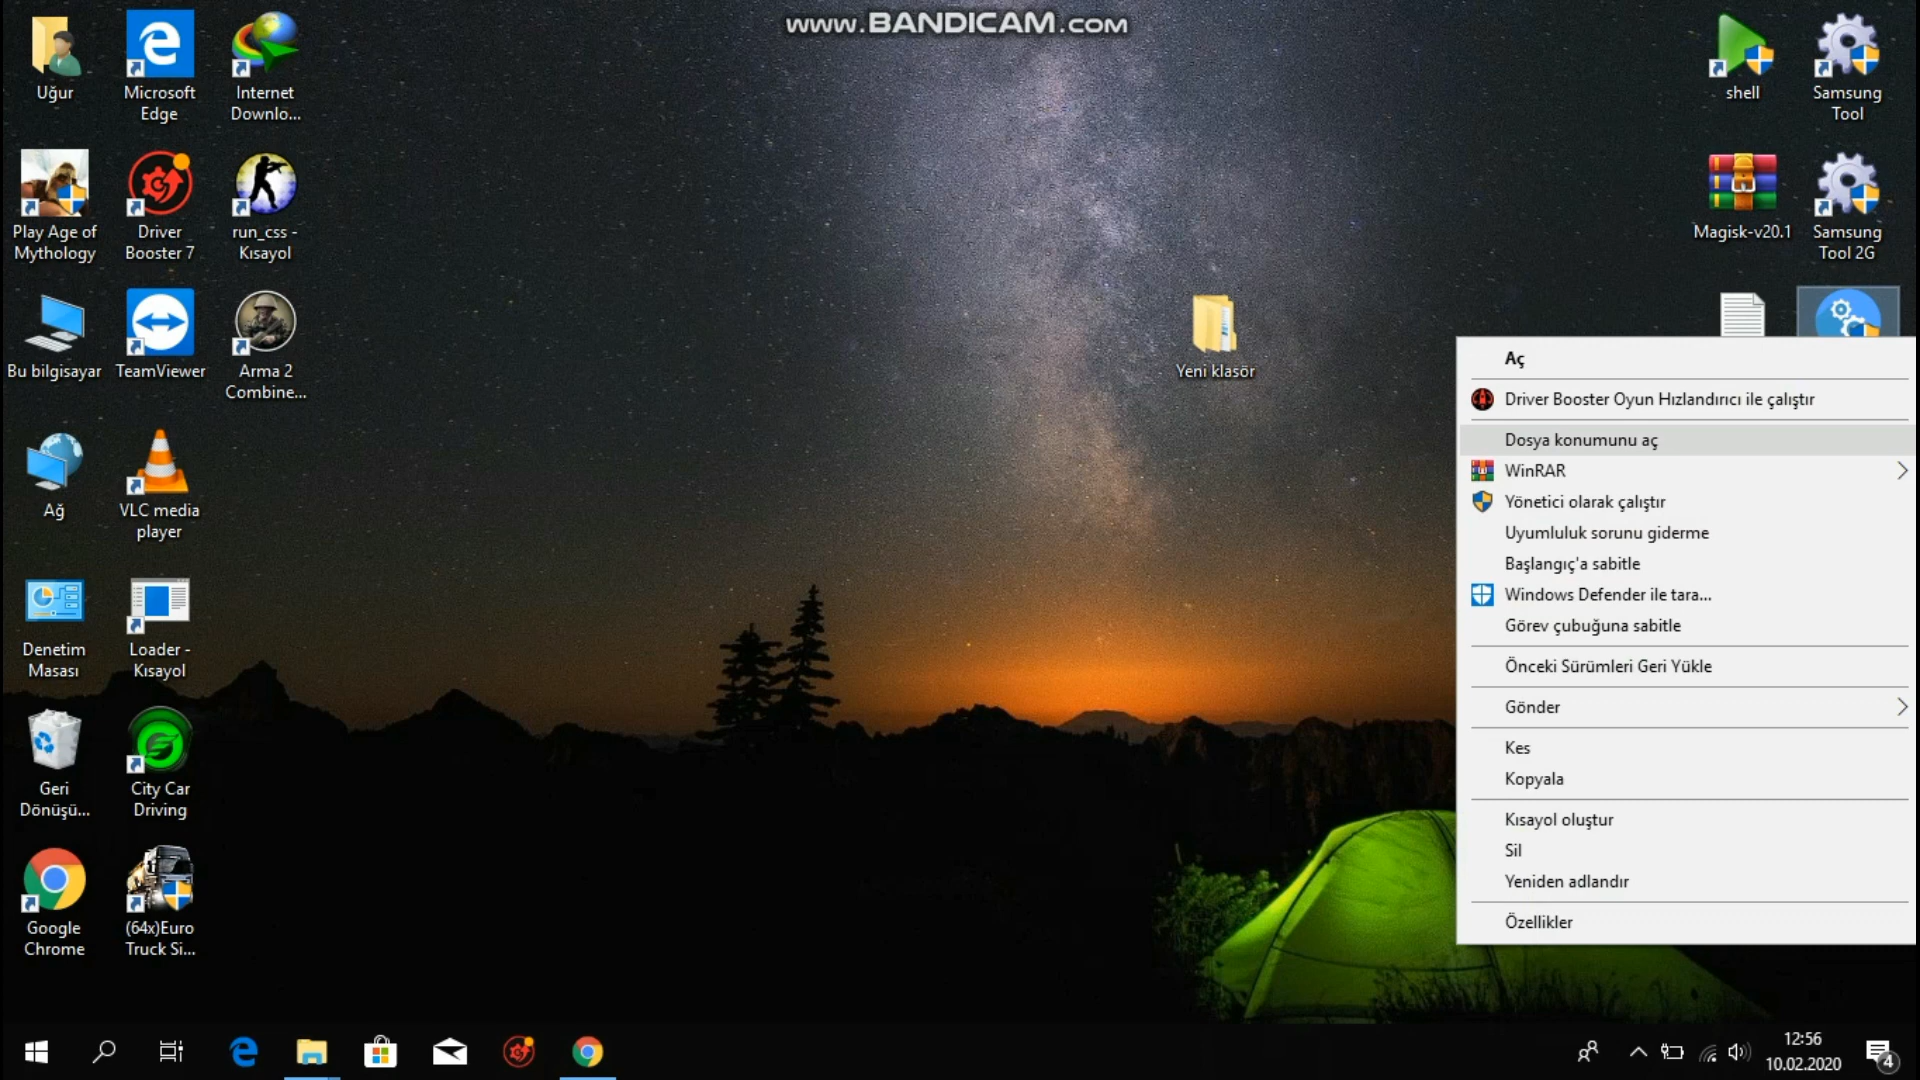 www.BANDICAM.com
Uğur
Microsoft
Edge
Internet
Downlo...
shell
Samsung
Tool
Play Age of
Mythology
Driver
Booster 7
run_css -
Kısayol
Magisk-v20.1
Samsung
Tool 2G
Bu bilgisayar
TeamViewer
Arma 2
Combine...
Yeni klasör
Ağ
VLC media
player
Denetim
Masası
Loader -
Kısayol
Geri
Dönüşü...
City Car
Driving
Google
Chrome
(64x)Euro
Truck Si...
Aç
Driver Booster Oyun Hızlandırıcı ile çalıştır
Dosya konumunu aç
WinRAR
Yönetici olarak çalıştır
Uyumluluk sorunu giderme
Başlangıç'a sabitle
Windows Defender ile tara...
Görev çubuğuna sabitle
Önceki Sürümleri Geri Yükle
Gönder
Kes
Kopyala
Kısayol oluştur
Sil
Yeniden adlandır
Özellikler
12:56
10.02.2020
4